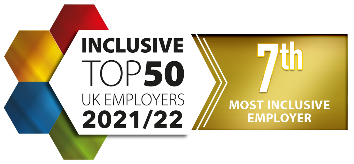 INCLUSIVE
TOP50
UK EMPLOYERS
2021/22
7th
MOST INCLUSIVE
EMPLOYER